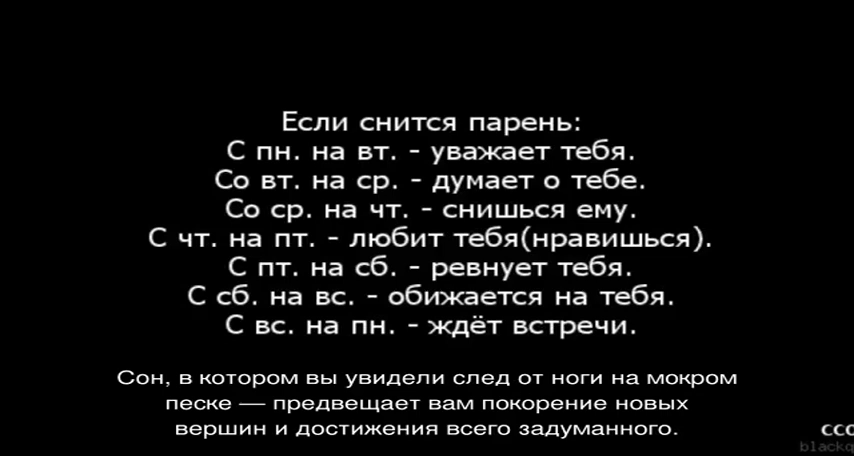 Если снится парень:
С пн. на вт. - уважает тебя.
Со вт. на ср. - думает о тебе.
Со ср. на чт. - снишься ему.
С чт. на пт. - любит тебя(нравишься).
С пт. на сб. - ревнует тебя.
С сб. на вс. - обижается на тебя.
С вс. на пн. - ждёт встречи.
Сон, в котором вы увидели след от ноги на мокром
песке — предвещает вам покорение новых
вершин и достижения всего задуманного.